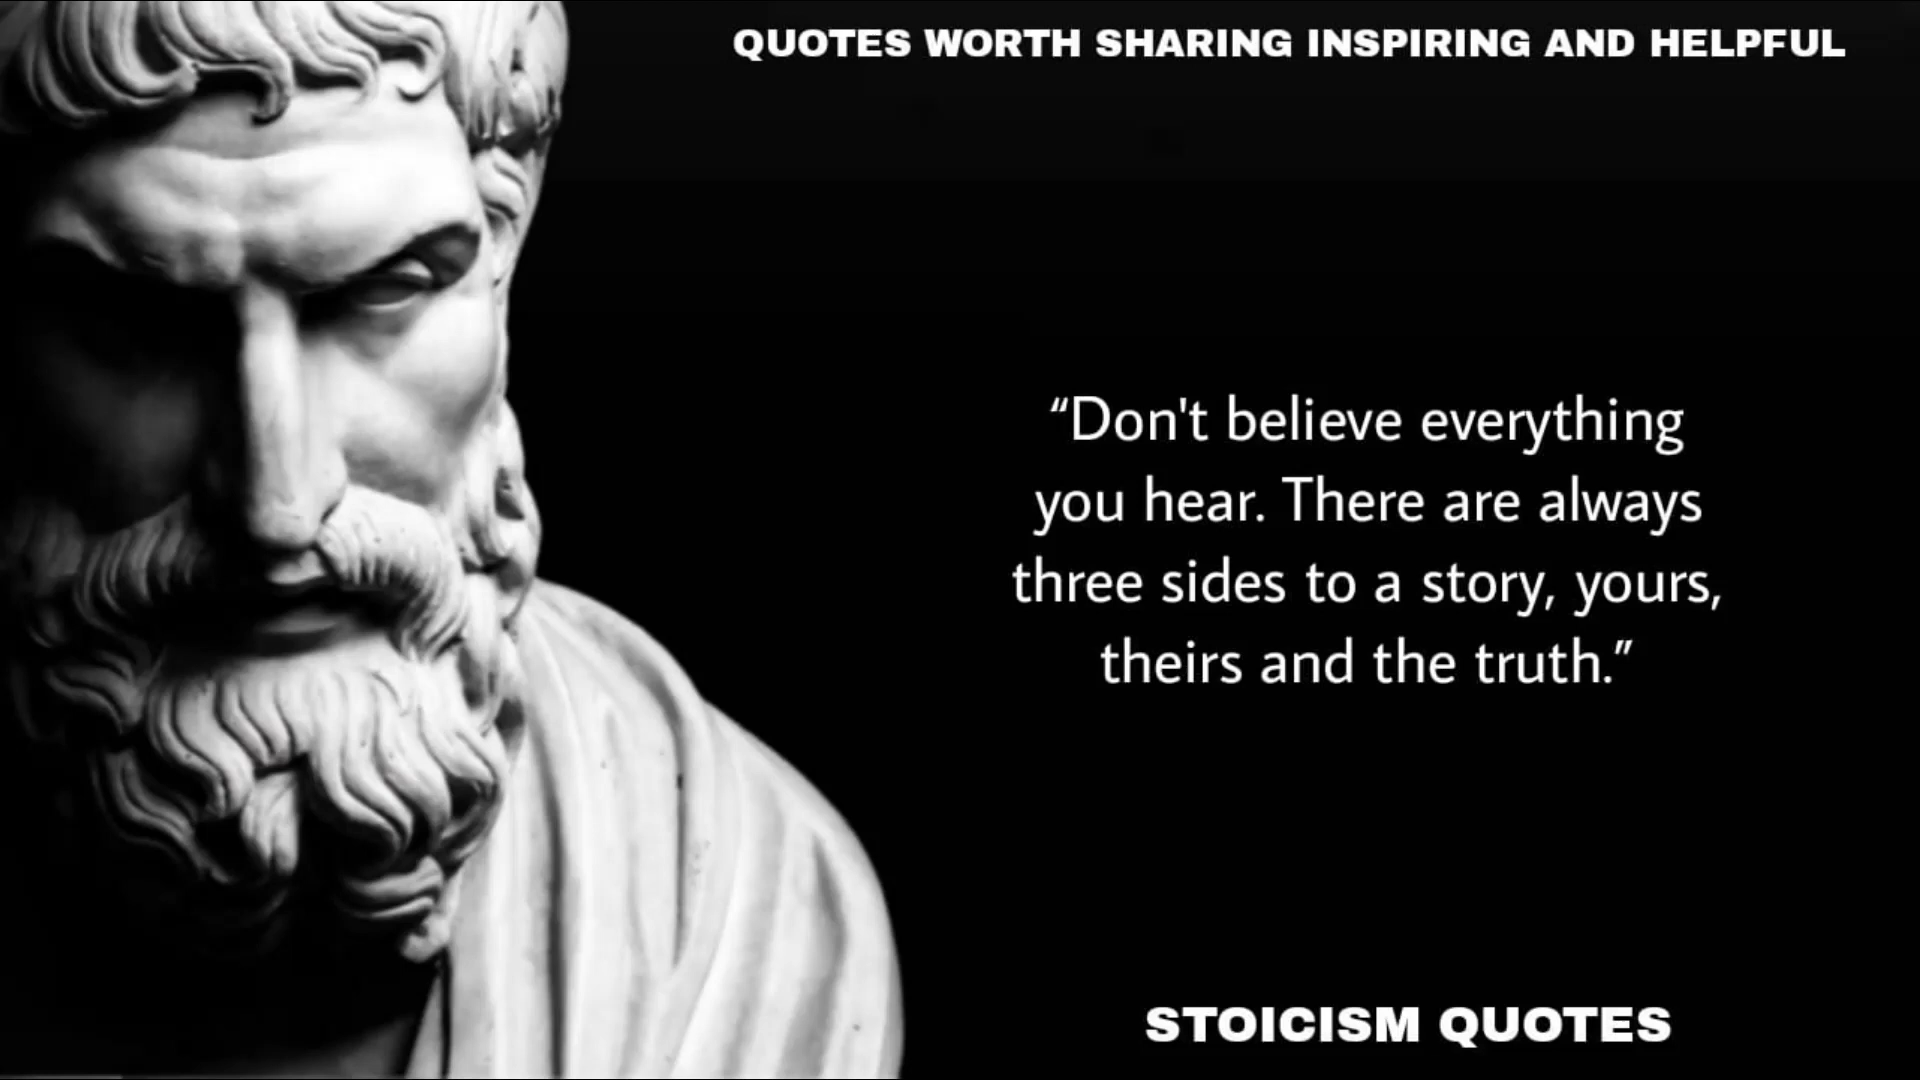 QUOTES WORTH SHARING INSPIRING AND HELPFUL
“Don't believe everything
you hear. There are always
three sides to a story, yours,
theirs and the truth.”
STOICISM QUOTES